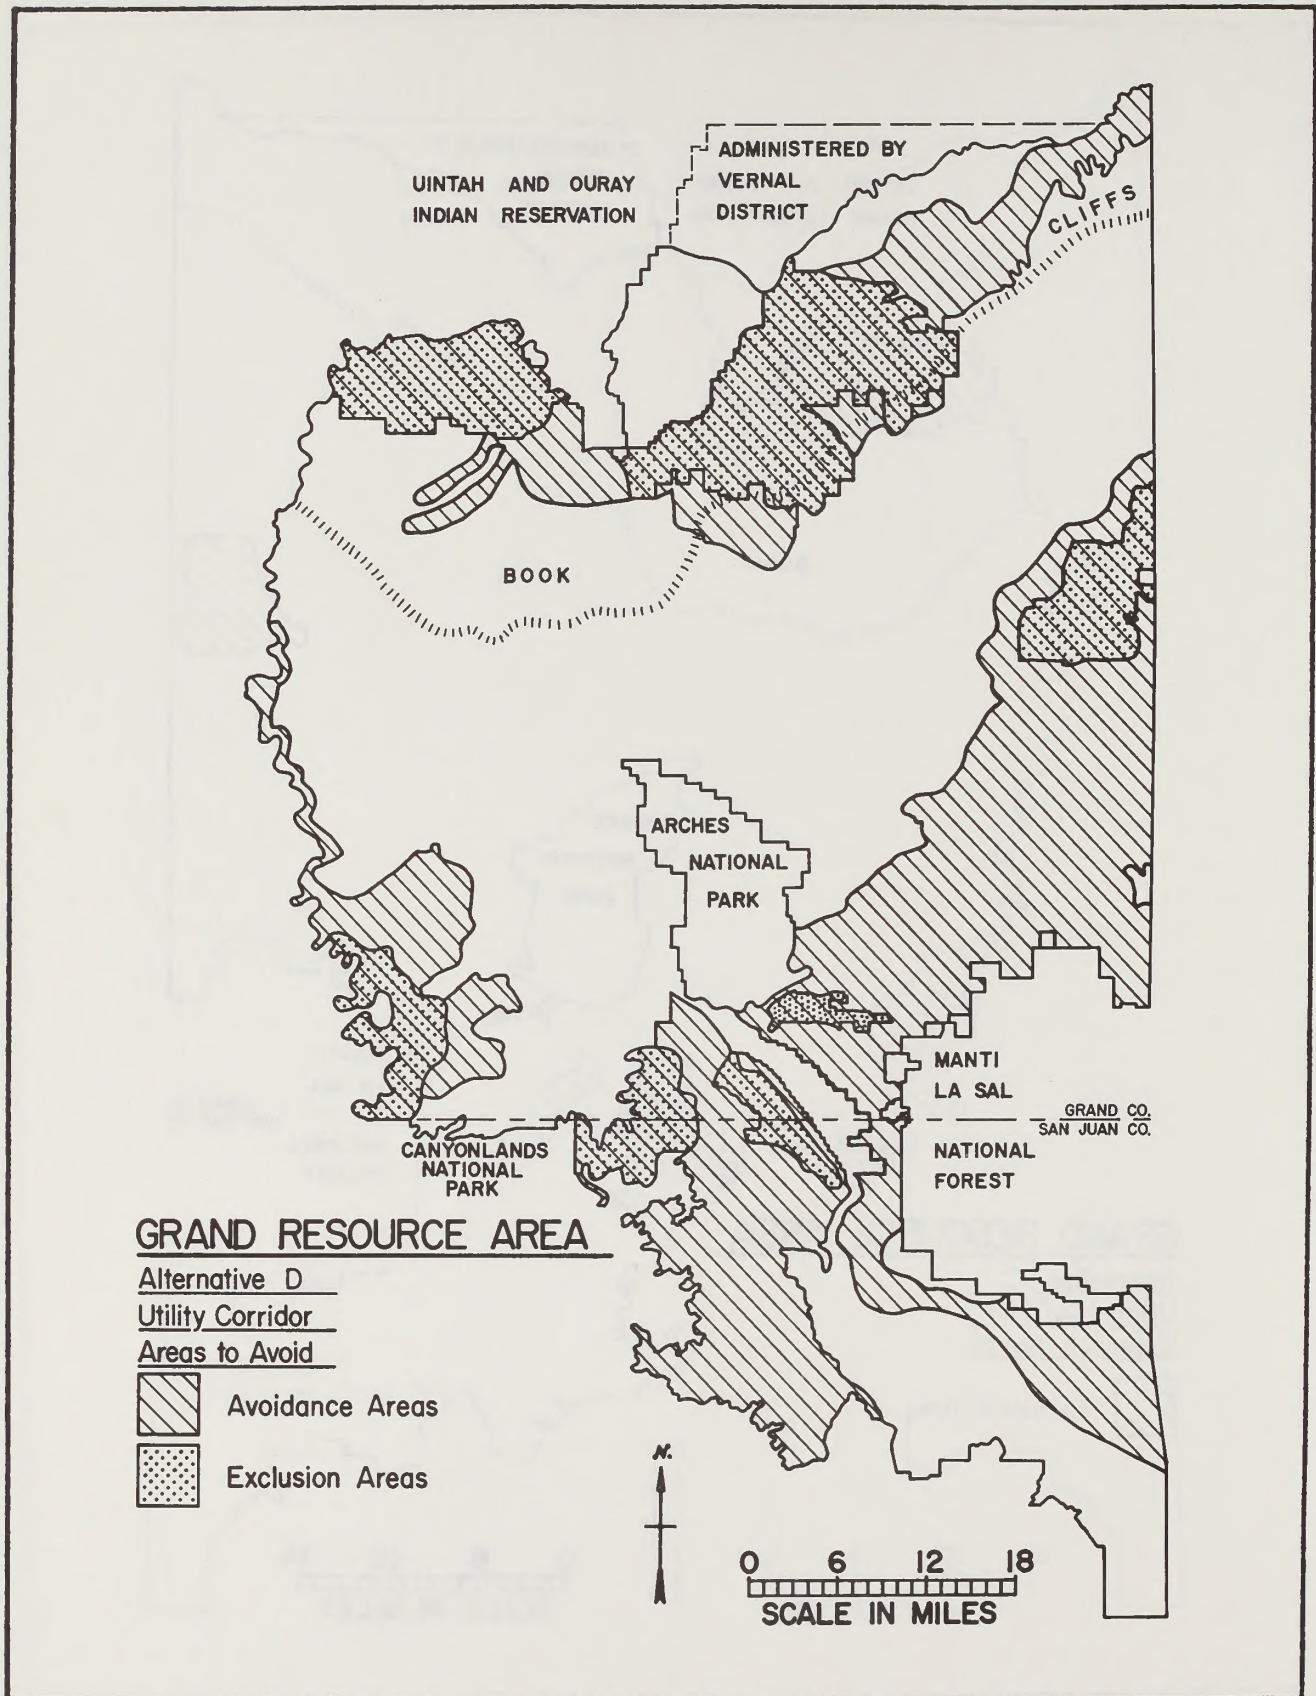 ADMINISTERED BY
VERNAL
DISTRICT
UINTAH AND OURAY
INDIAN RESERVATION
CLIFFS
BOOK
ARCHES
NATIONAL
PARK
MANTI
LA SAL
GRAND CO.
SAN JUAN CO.
NATIONAL
FOREST
CANYONLANDS
NATIONAL
PARK
GRAND RESOURCE AREA
Alternative D
Utility Corridor
Areas to Avoid
Avoidance Areas
Exclusion Areas
N.
0 6 12 18
SCALE IN MILES